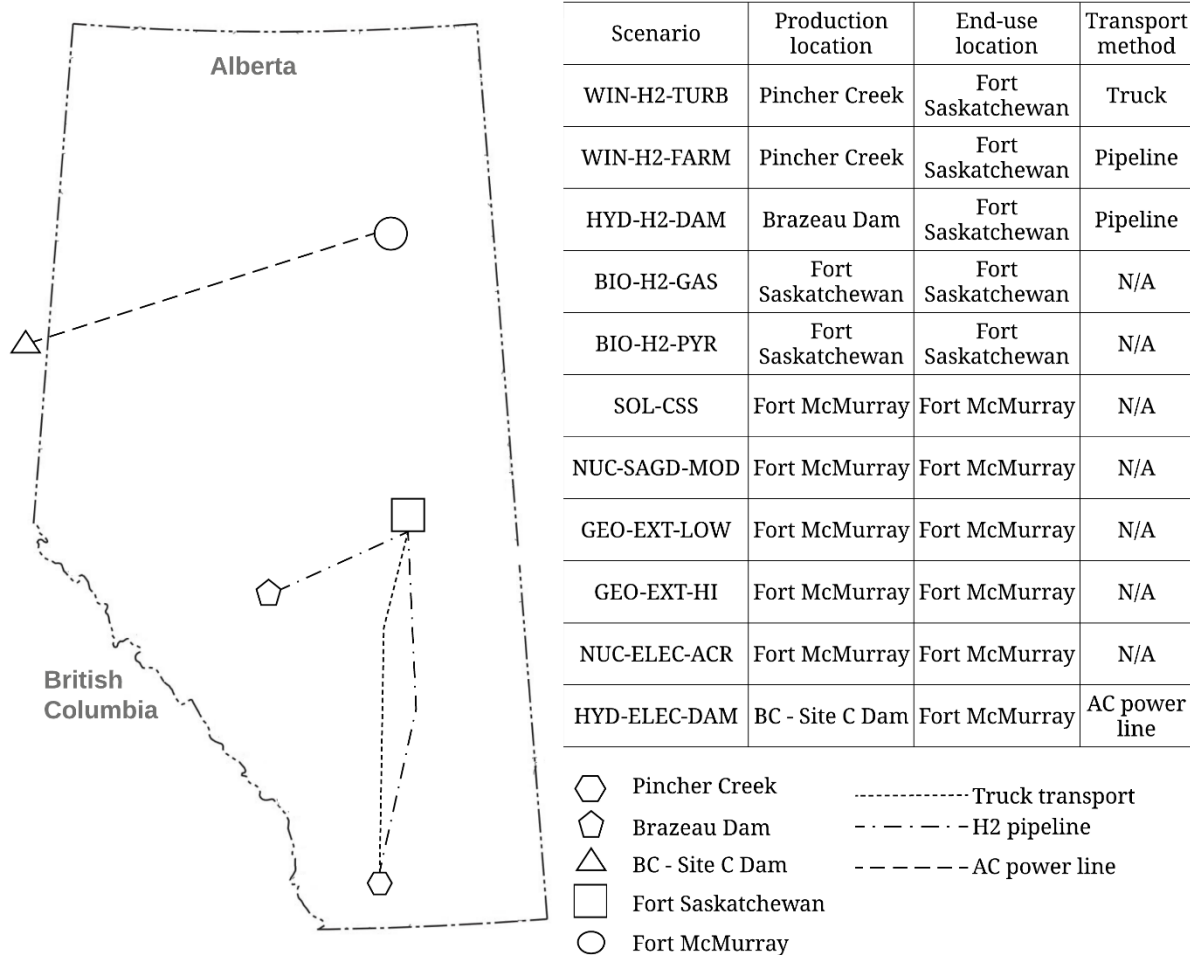 Alberta
British
Columbia
Scenario
Production
location
End-use
location
Transport
method
WIN-H2-TURB
Pincher Creek
Fort
Saskatchewan
Truck
WIN-H2-FARM
Pincher Creek
Fort
Saskatchewan
Pipeline
HYD-H2-DAM
Brazeau Dam
Fort
Saskatchewan
Pipeline
BIO-H2-GAS
Fort
Saskatchewan
Fort
Saskatchewan
N/A
BIO-H2-PYR
Fort
Saskatchewan
Fort
Saskatchewan
N/A
SOL-CSS
Fort McMurray
Fort McMurray
N/A
NUC-SAGD-MOD
Fort McMurray
Fort McMurray
N/A
GEO-EXT-LOW
Fort McMurray
Fort McMurray
N/A
GEO-EXT-HI
Fort McMurray
Fort McMurray
N/A
NUC-ELEC-ACR
Fort McMurray
Fort McMurray
N/A
HYD-ELEC-DAM
BC - Site C Dam
Fort McMurray
AC power
line
Pincher Creek
Brazeau Dam
BC - Site C Dam
Fort Saskatchewan
Fort McMurray
Truck transport
H2 pipeline
AC power line